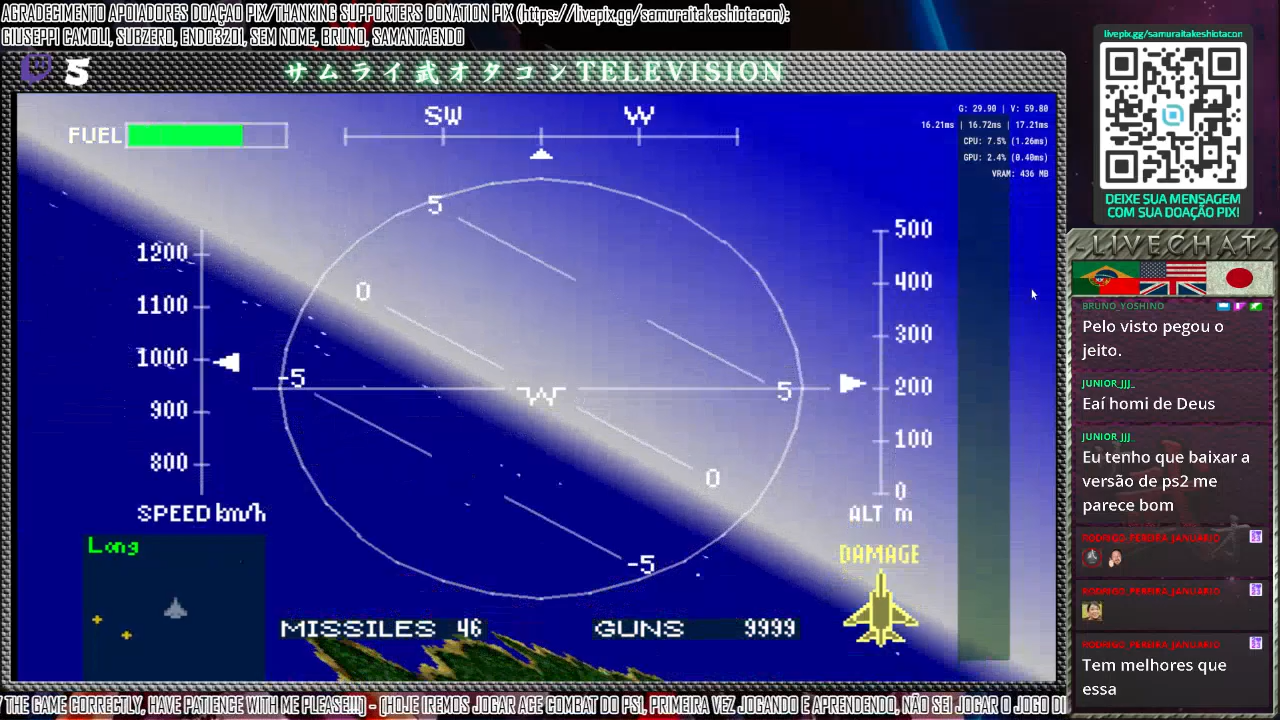 AGRADECIMENTO APOIADORES DOAÇAO PIX/THANKING SUPPORTERS DONATION PIX (https://livepix.gg/samuraitakeshiotacon):
GIUSEPPI CAMOLI, SUBZERO, ENDO3201, SEM NOME, BRUNO, SAMANTAENDO
5
サムライ武オタコンTELEVISION
livepix.gg/samuraitakeshiotacon
DEIXE SUA MENSAGEM
COM SUA DOAÇÃO PIX!
FUEL
SW
W
G: 29.90 | V: 59.80
16.21ms | 16.72ms | 17.21ms
CPU: 7.5% (1.26ms)
GPU: 2.4% (0.40ms)
VRAM: 436 MB
5
0
-5
5
0
-5
1200
1100
1000
900
800
SPEED km/h
500
400
300
200
100
0
ALT m
DAMAGE
Long
MISSILES 46
GUNS 9999
-LIVECHAT-
BRUNO_YOSHINO
Pelo visto pegou o
jeito.
JUNIOR_JJJ_
Eaí homi de Deus
JUNIOR_JJJ_
Eu tenho que baixar a
versão de ps2 me
parece bom
RODRIGO_PEREIRA_JANUARIO
RODRIGO_PEREIRA_JANUARIO
RODRIGO_PEREIRA_JANUARIO
Tem melhores que
essa
THE GAME CORRECTLY, HAVE PATIENCE WITH ME PLEASE!!!) - (HOJE IREMOS JOGAR ACE COMBAT DO PS1, PRIMEIRA VEZ JOGANDO E APRENDENDO, NÃO SEI JOGAR O JOGO DI